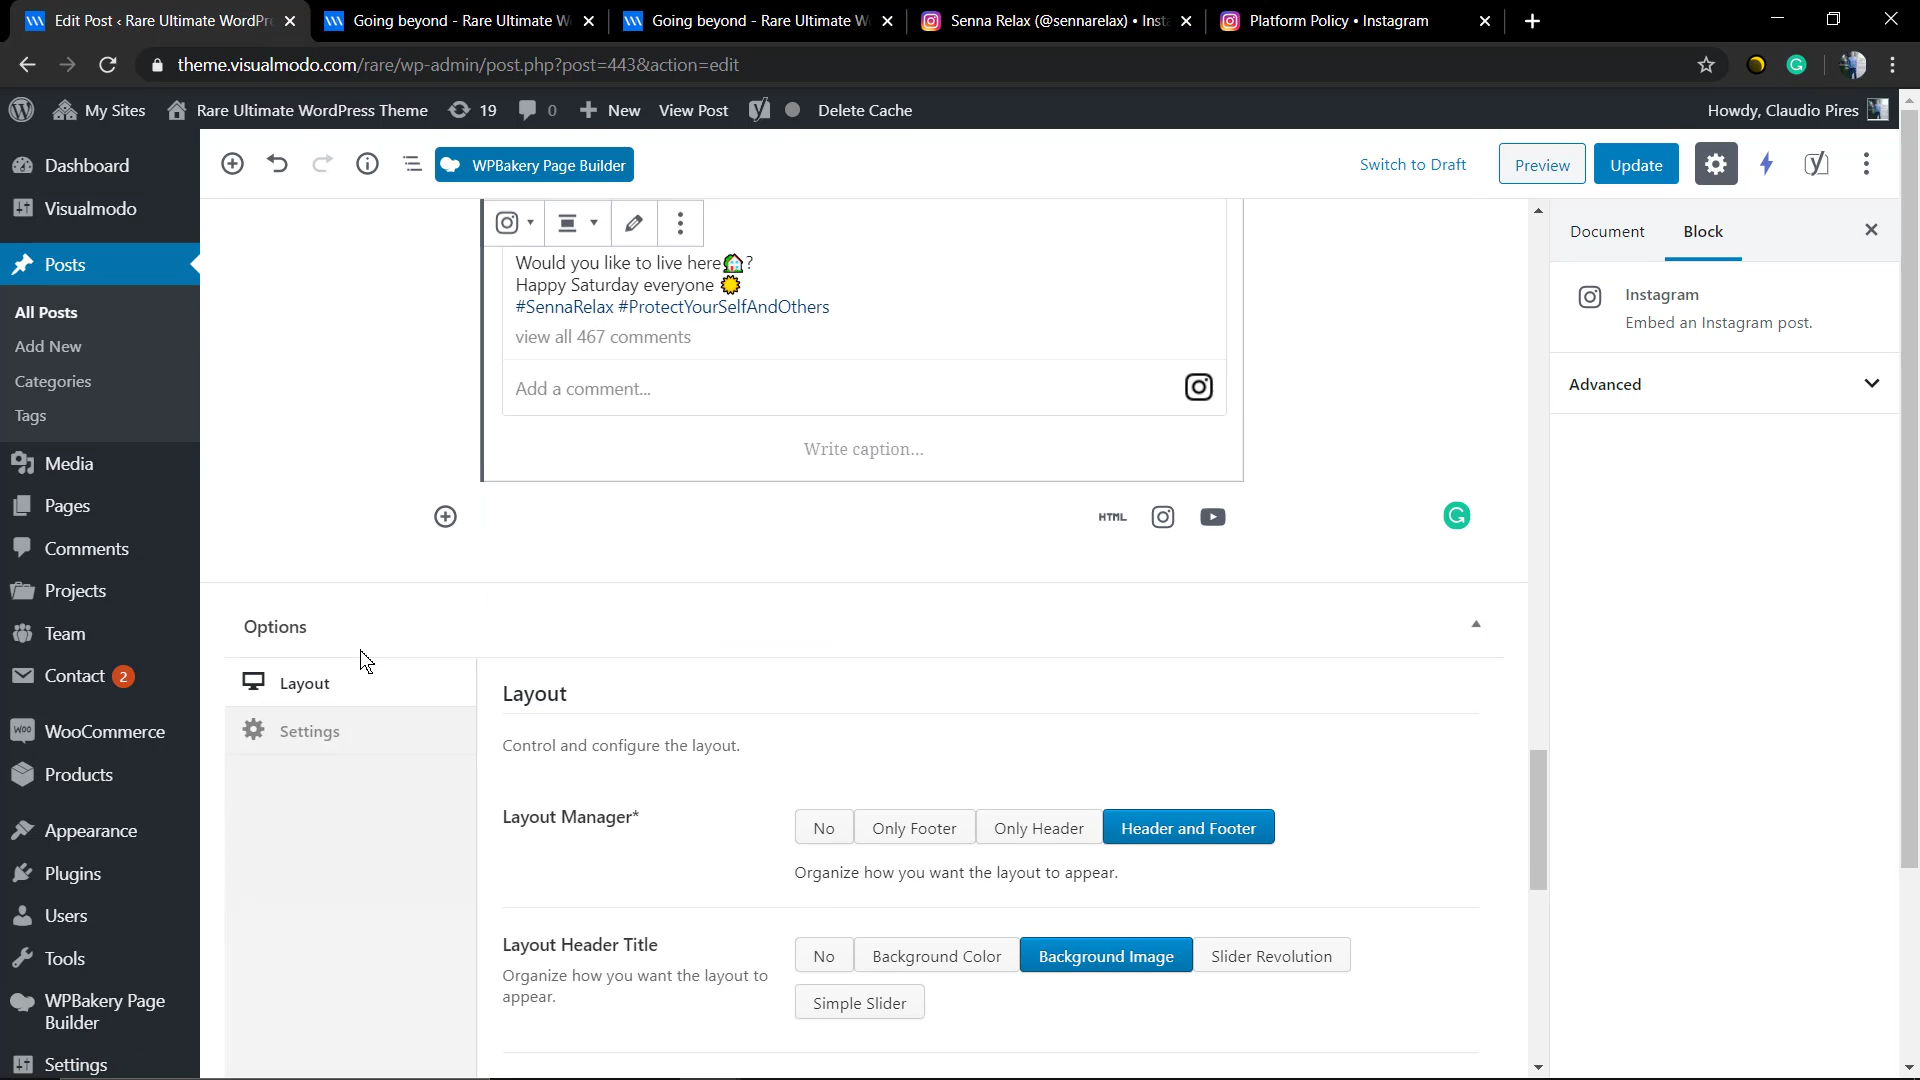 Edit Post ‹ Rare Ultimate WordPr
Going beyond - Rare Ultimate W
Going beyond - Rare Ultimate W
Senna Relax (@sennarelax) • Inst
Platform Policy • Instagram
theme.visualmodo.com/rare/wp-admin/post.php?post=443&action=edit
My Sites
Rare Ultimate WordPress Theme
19
0
New
View Post
Delete Cache
Howdy, Claudio Pires
Dashboard
Visualmodo
Posts
All Posts
Add New
Categories
Tags
Media
Pages
Comments
Projects
Team
Contact 2
WooCommerce
Products
Appearance
Plugins
Users
Tools
WPBakery Page
Builder
Settings
WPBakery Page Builder
Switch to Draft
Preview
Update
Would you like to live here🏡?
Happy Saturday everyone 🌞
#SennaRelax #ProtectYourSelfAndOthers
view all 467 comments
Add a comment...
Write caption...
HTML
Options
Layout
Settings
Layout
Control and configure the layout.
Layout Manager*
No
Only Footer
Only Header
Header and Footer
Organize how you want the layout to appear.
Layout Header Title
Organize how you want the layout to
appear.
No
Background Color
Background Image
Slider Revolution
Simple Slider
Document
Block
Instagram
Embed an Instagram post.
Advanced